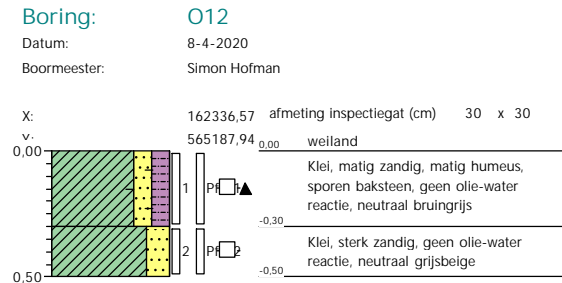 Boring: O12
Datum: 8-4-2020
Boormeester: Simon Hofman
X: 162336,57 afmeting inspectiegat (cm) 30 x 30
565187,94 0,00 weiland
0,00
Klei, matig zandig, matig humeus,
1 sporen baksteen, geen olie-water
reactie, neutraal bruingrijs
-0,30
Klei, sterk zandig, geen olie-water
2 reactie, neutraal grijsbeige
0,50 -0,50